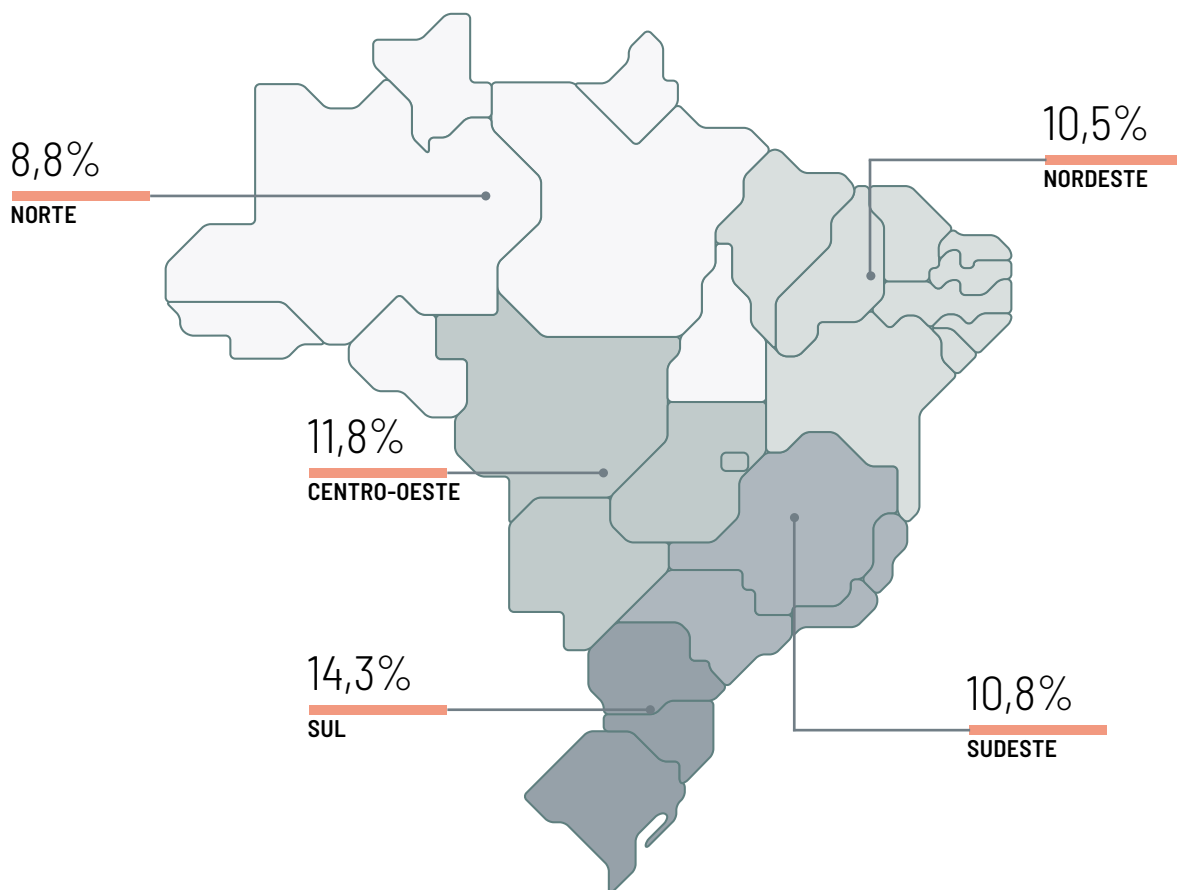 10,5%
NORDESTE
8,8%
NORTE
11,8%
CENTRO-OESTE
14,3%
SUL
10,8%
SUDESTE